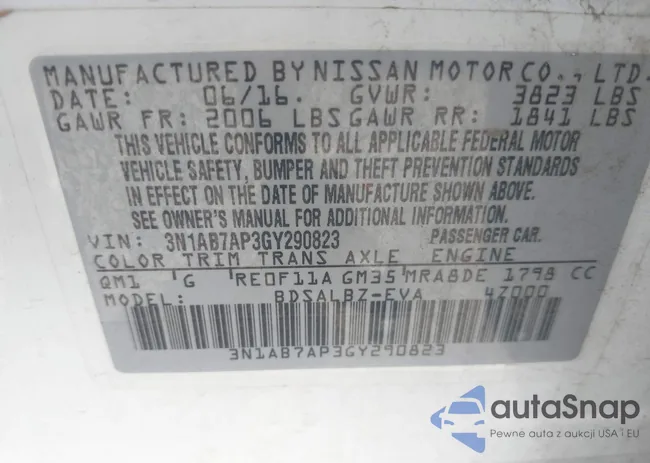 MANUFACTURED BY NISSAN MOTOR CO., LTD.
DATE: 06/16. GVWR: 3823 LBS
GAWR FR: 2006 LBS GAWR RR: 1841 LBS
THIS VEHICLE CONFORMS TO ALL APPLICABLE FEDERAL MOTOR
VEHICLE SAFETY, BUMPER AND THEFT PREVENTION STANDARDS
IN EFFECT ON THE DATE OF MANUFACTURE SHOWN ABOVE.
SEE OWNER'S MANUAL FOR ADDITIONAL INFORMATION.
VIN: 3N1AB7AP3GY290823 PASSENGER CAR.
COLOR TRIM TRANS AXLE ENGINE
QM1 G RE0F11A GM35 MRA8DE 1798 CC
MODEL: BDSALBZ-EVA 4Z000
3N1AB7AP3GY290823
autaSnap
Pewne auta z aukcji USA i EU